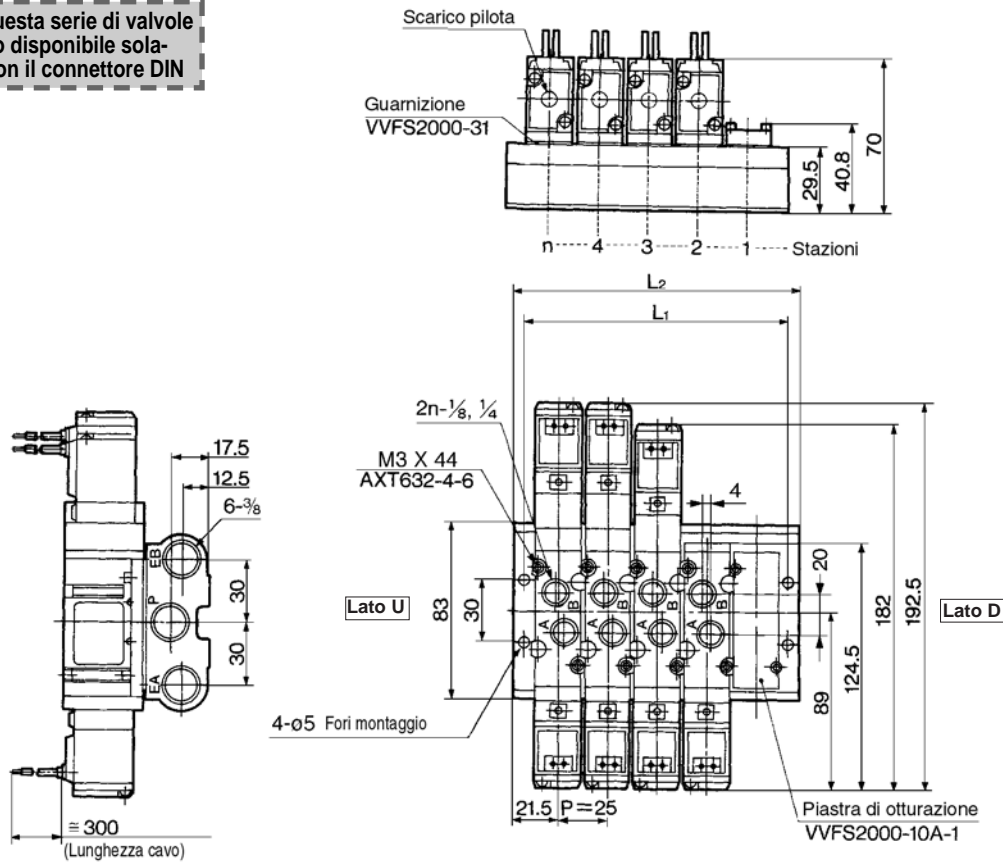 uesta serie di valvole
o disponibile sola-
on il connettore DIN
Scarico pilota
Guarnizione
VVFS2000-31
29.5
40.8
70
n 4 3 2 1 Stazioni
L2
L1
2n-1/8, 1/4
M3 X 44
AXT632-4-6
17.5
12.5
6-3/8
EB
P
EA
30
30
4
20
Lato U
83
30
A B A B A B A B
89
124.5
182
192.5
Lato D
4-ø5 Fori montaggio
≅ 300
(Lunghezza cavo)
21.5 P=25
Piastra di otturazione
VVFS2000-10A-1